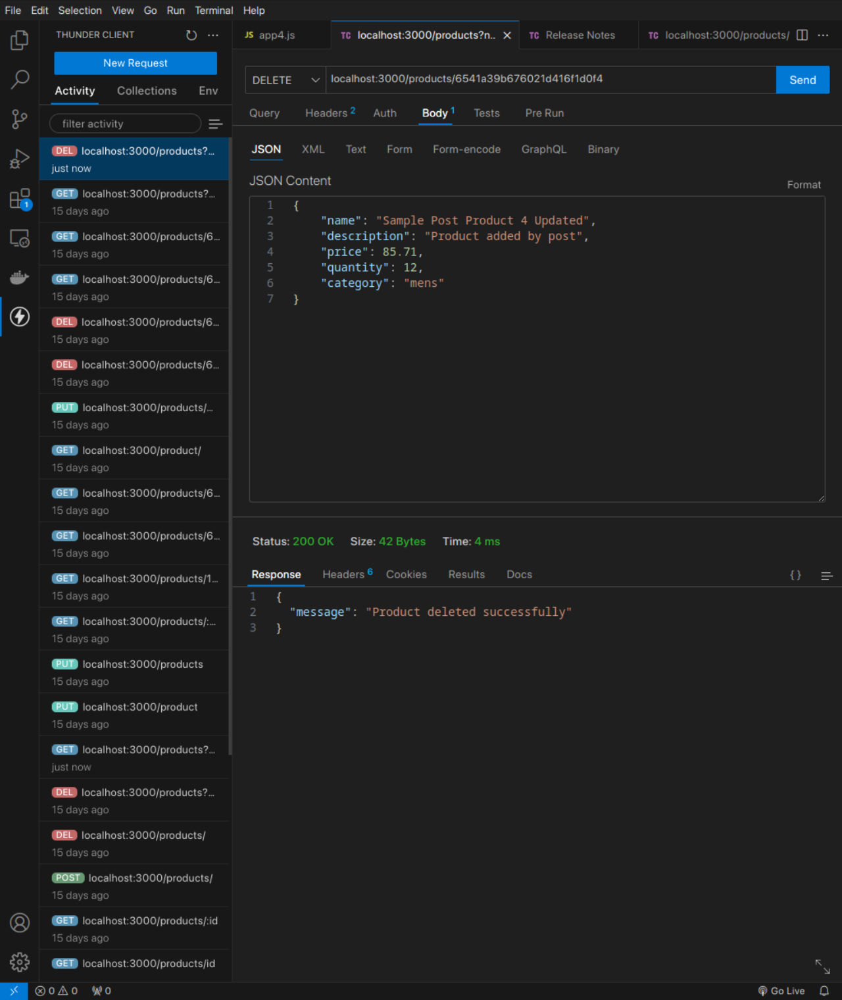 File Edit Selection View Go Run Terminal Help
THUNDER CLIENT
New Request
Activity Collections Env
filter activity
DEL localhost:3000/products?...
just now
GET localhost:3000/products?...
15 days ago
GET localhost:3000/products/6...
15 days ago
GET localhost:3000/products/6...
15 days ago
DEL localhost:3000/products/6...
15 days ago
DEL localhost:3000/products/6...
15 days ago
PUT localhost:3000/products/...
15 days ago
GET localhost:3000/product/
15 days ago
GET localhost:3000/products/6...
15 days ago
GET localhost:3000/products/6...
15 days ago
GET localhost:3000/products/1...
15 days ago
GET localhost:3000/products/:...
15 days ago
PUT localhost:3000/products
15 days ago
PUT localhost:3000/product
15 days ago
GET localhost:3000/products?...
just now
DEL localhost:3000/products?...
15 days ago
DEL localhost:3000/products/
15 days ago
POST localhost:3000/products/
15 days ago
GET localhost:3000/products/:id
15 days ago
GET localhost:3000/products/id
1
JS app4.js
TC localhost:3000/products?n..
TC Release Notes
TC localhost:3000/products/
DELETE localhost:3000/products/6541a39b676021d416f1d0f4 Send
Query Headers 2 Auth Body 1 Tests Pre Run
JSON XML Text Form Form-encode GraphQL Binary
JSON Content
Format
1 {
2 "name": "Sample Post Product 4 Updated",
3 "description": "Product added by post",
4 "price": 85.71,
5 "quantity": 12,
6 "category": "mens"
7 }
Status: 200 OK Size: 42 Bytes Time: 4 ms
Response Headers 6 Cookies Results Docs { }
1 {
2 "message": "Product deleted successfully"
3 }
0 0 0 Go Live